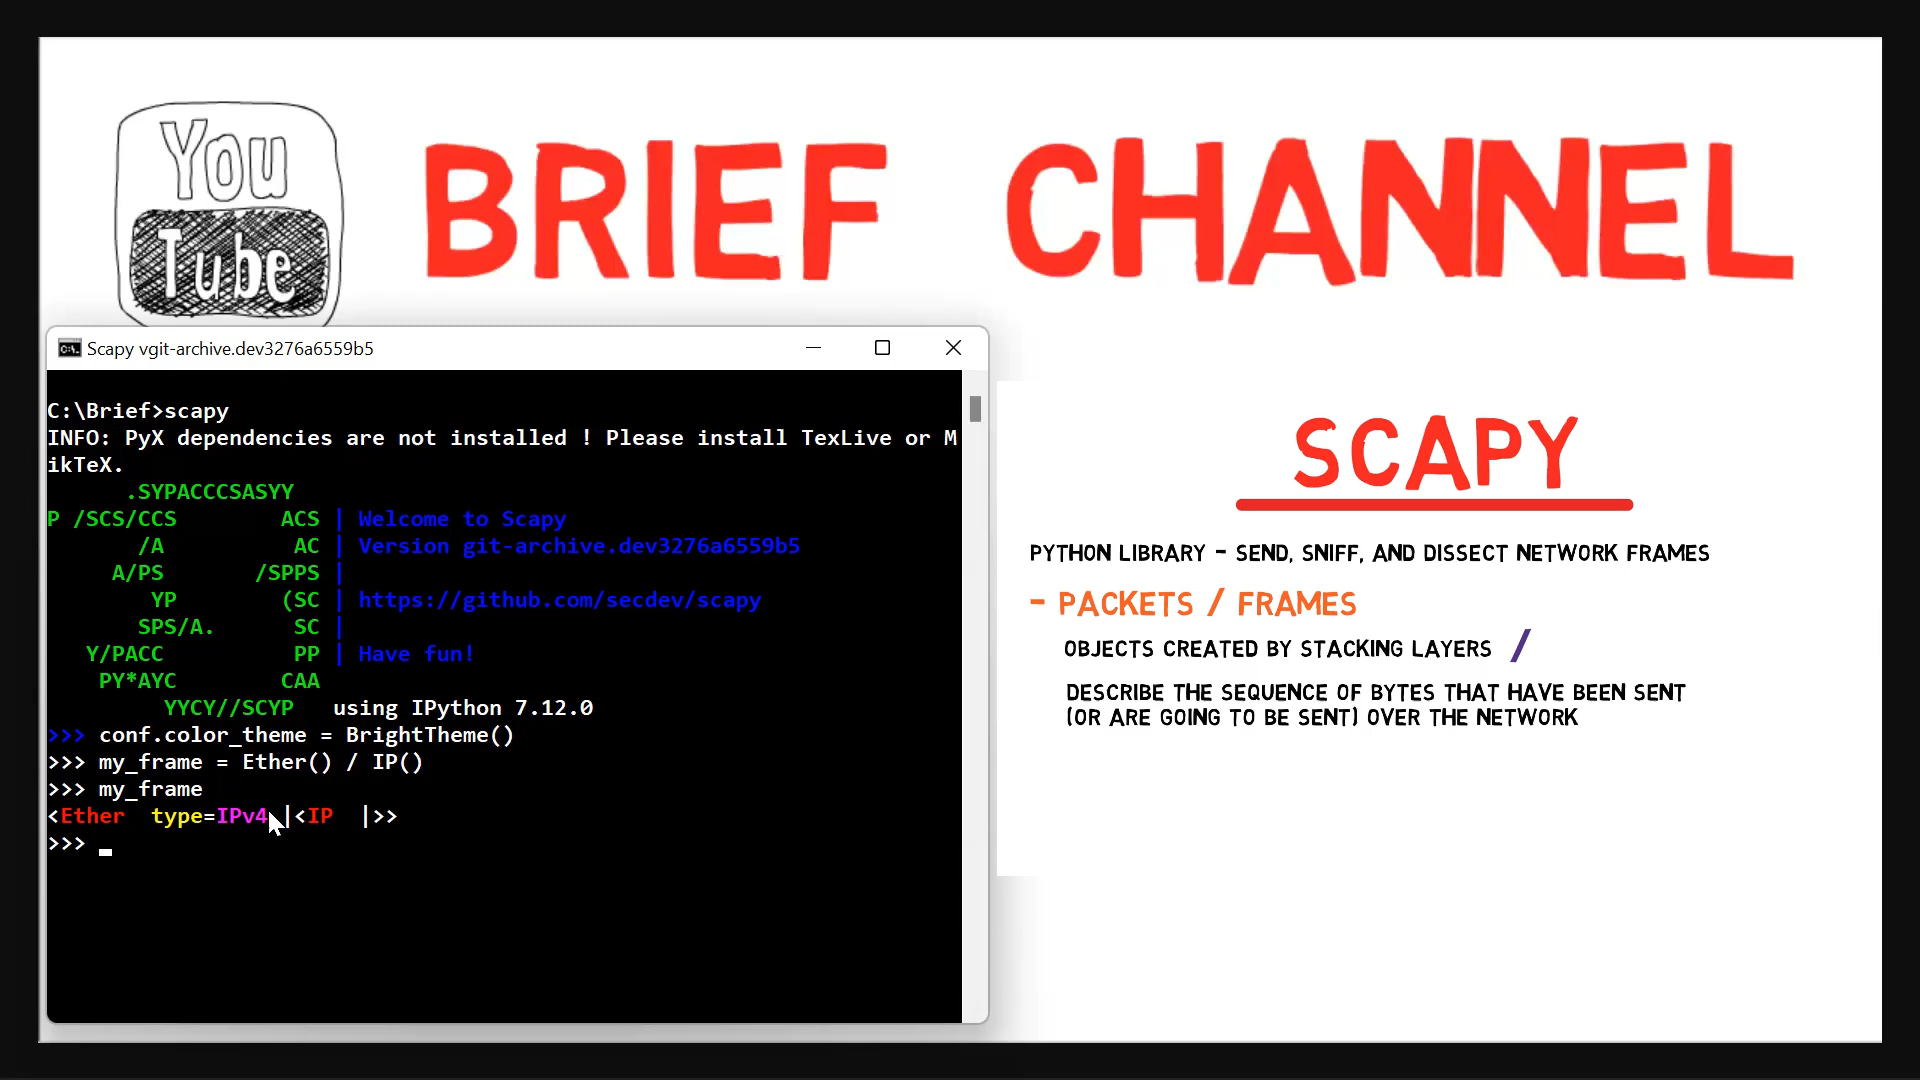 You
Tube
BRIEF CHANNEL
Scapy vgit-archive.dev3276a6559b5
C:\Brief>scapy
INFO: PyX dependencies are not installed ! Please install TexLive or M
ikTeX.
.SYPACCCSASYY
P /SCS/CCS ACS | Welcome to Scapy
/A AC | Version git-archive.dev3276a6559b5
A/PS /SPPS |
YP (SC | https://github.com/secdev/scapy
SPS/A. SC |
Y/PACC PP | Have fun!
PY*AYC CAA
YYCY//SCYP using IPython 7.12.0
>>> conf.color_theme = BrightTheme()
>>> my_frame = Ether() / IP()
>>> my_frame
<Ether type=IPv4 |<IP |>>
>>>
SCAPY
PYTHON LIBRARY - SEND, SNIFF, AND DISSECT NETWORK FRAMES
- PACKETS / FRAMES
OBJECTS CREATED BY STACKING LAYERS /
DESCRIBE THE SEQUENCE OF BYTES THAT HAVE BEEN SENT
(OR ARE GOING TO BE SENT) OVER THE NETWORK